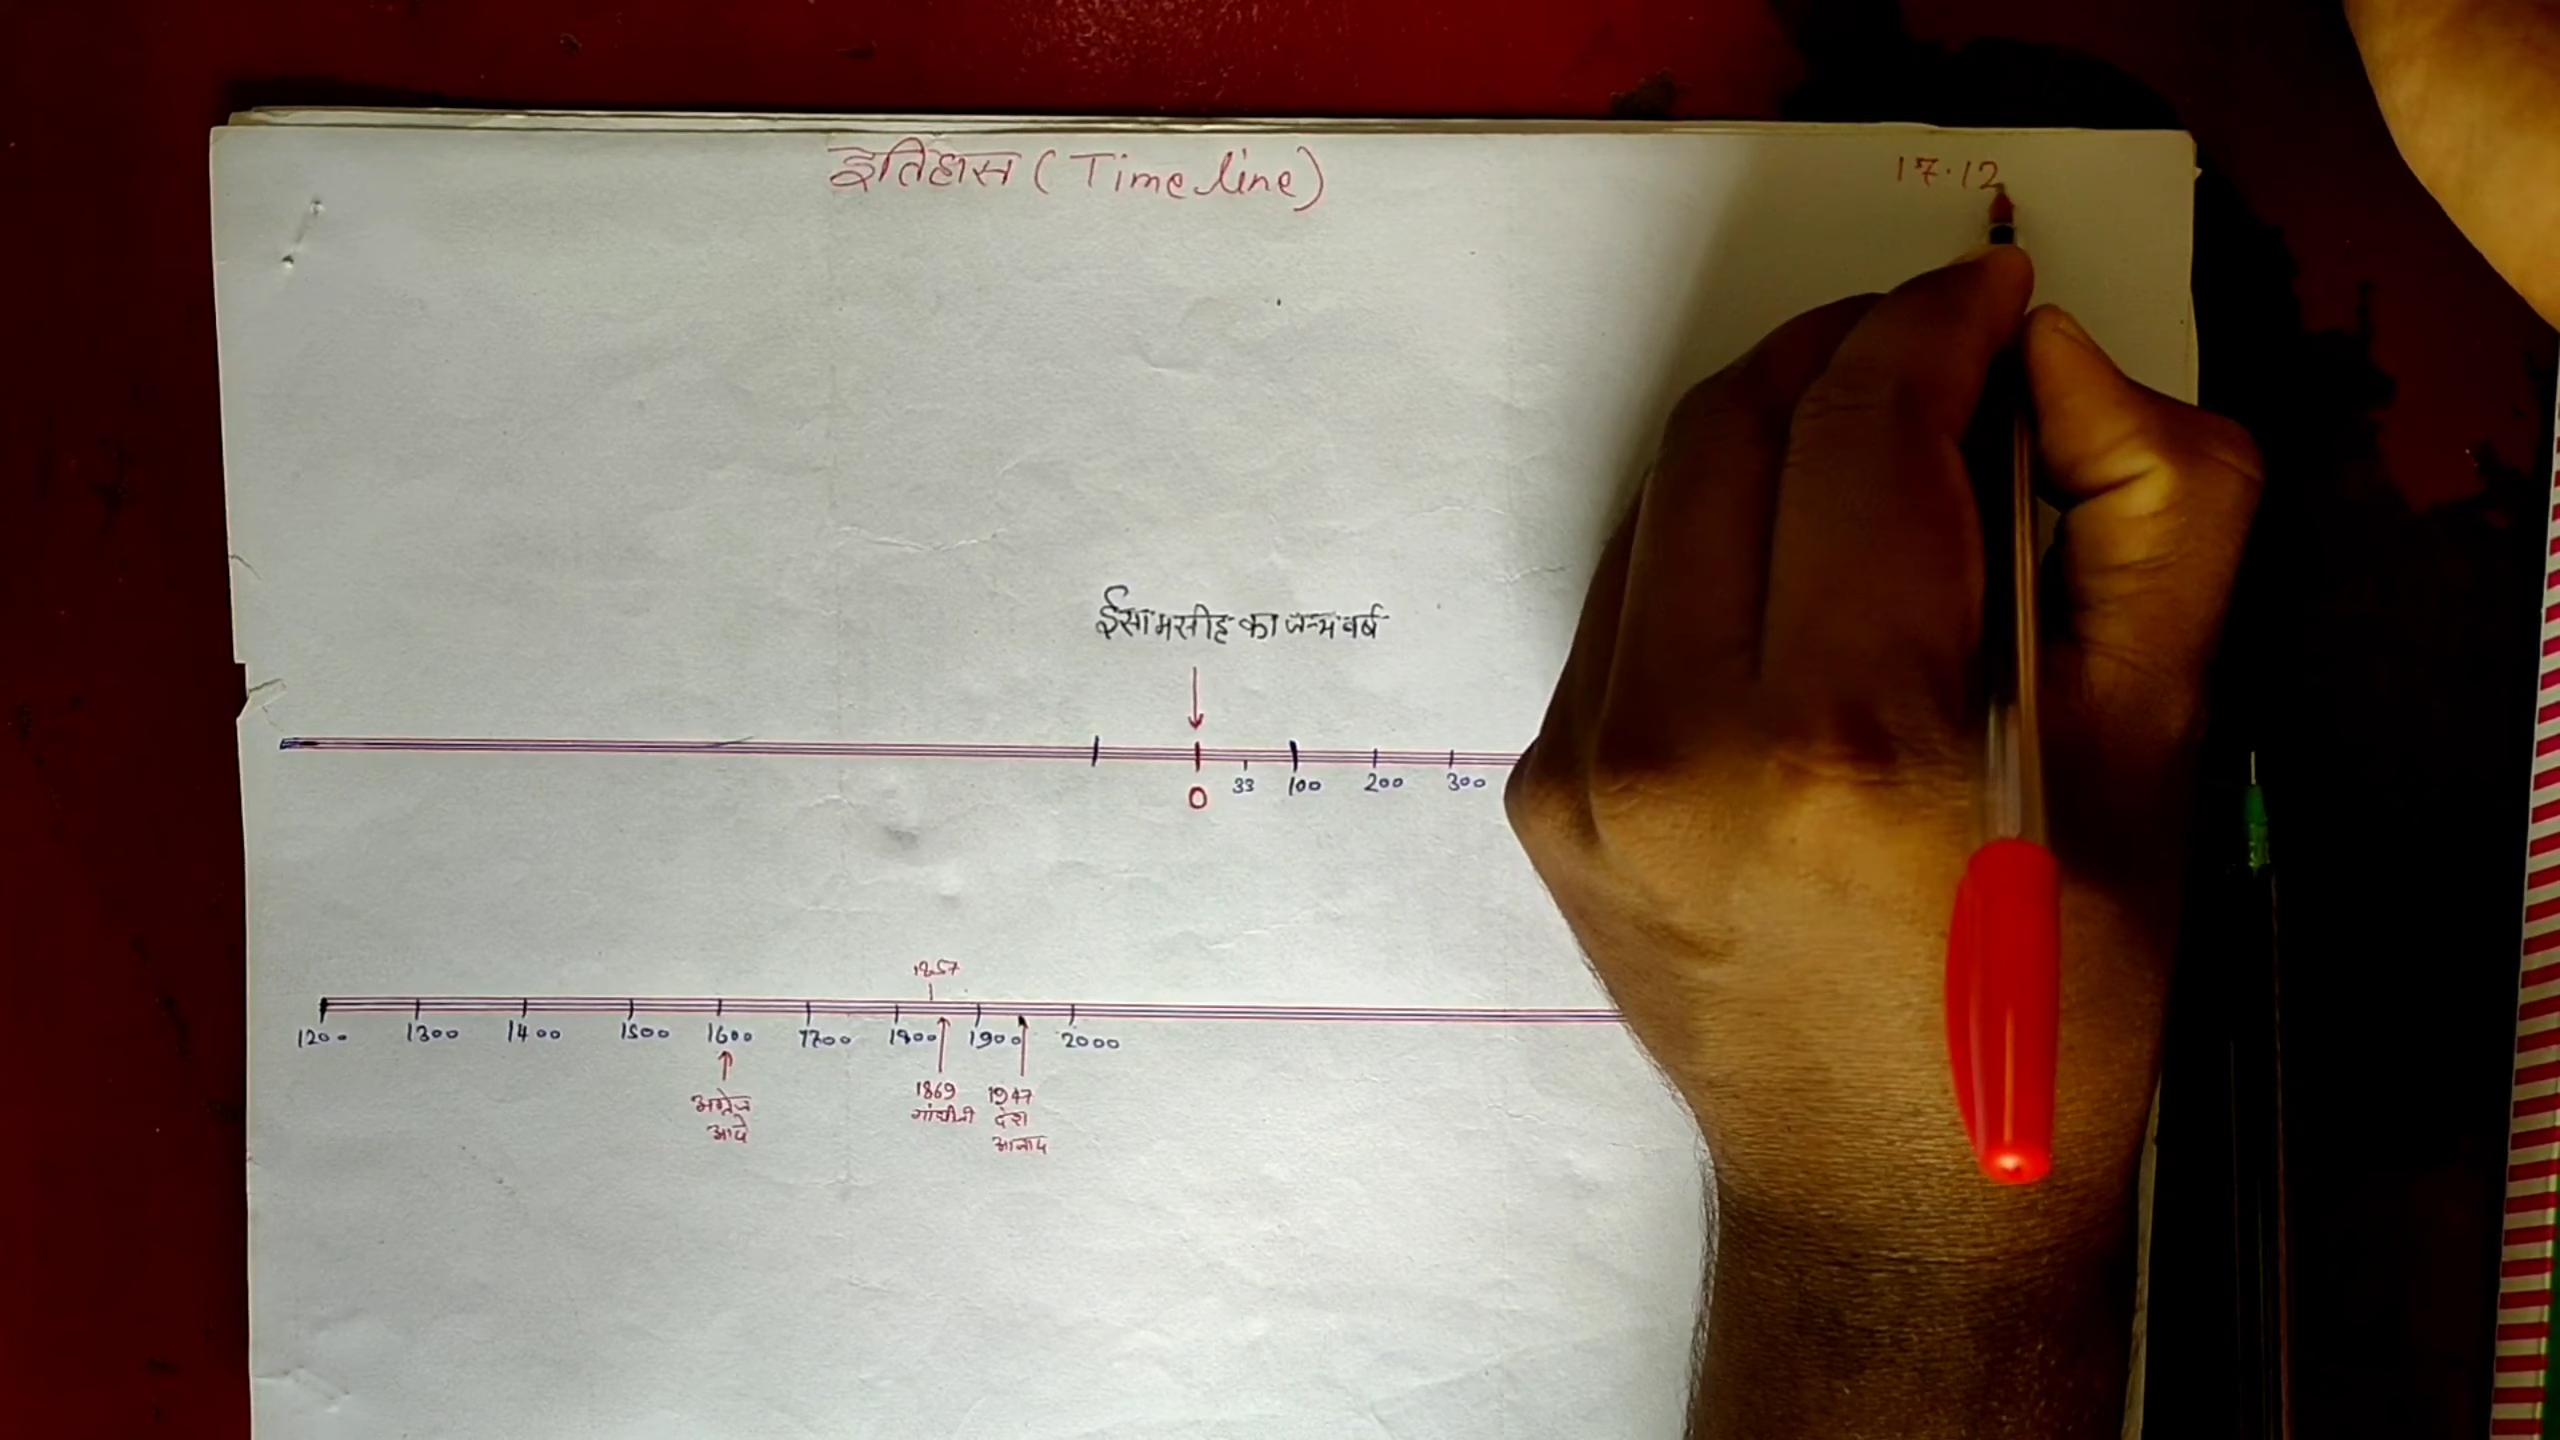 इतिहास (Time line)
17.12
ईसा मसीह का जन्म वर्ष
0 33 100 200 300
1857
1200 1300 1400 1500 1600 1700 1800 1900 2000
अंग्रेज
आये
1869
गांधीजी
1947
देश
आजाद